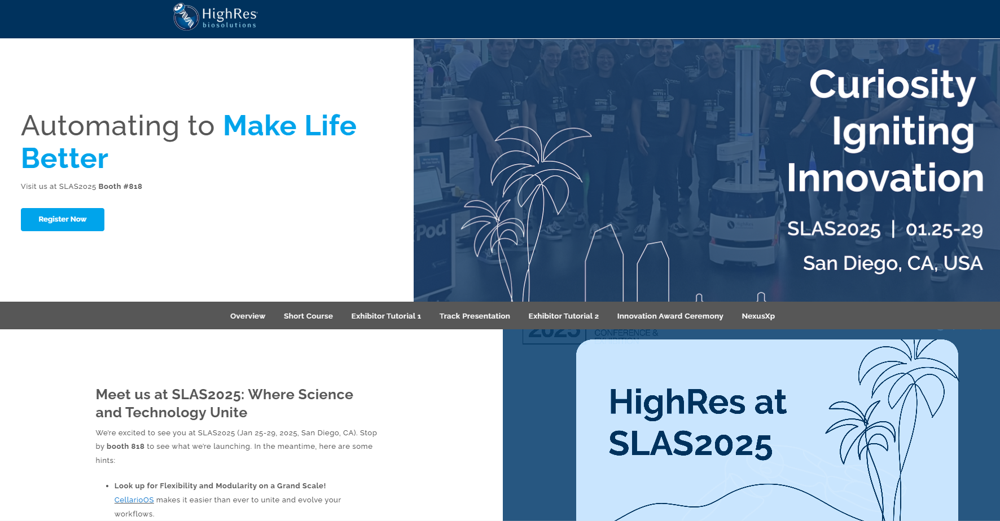 HighRes
biosolutions
Automating to Make Life
Better
Visit us at SLAS2025 Booth #818
Register Now
Curiosity
Igniting
Innovation
SLAS2025 | 01.25-29
San Diego, CA, USA
Pod
HighRes
Overview Short Course Exhibitor Tutorial 1 Track Presentation Exhibitor Tutorial 2 Innovation Award Ceremony NexusXp
Meet us at SLAS2025: Where Science
and Technology Unite
We're excited to see you at SLAS2025 (Jan 25-29, 2025, San Diego, CA). Stop
by booth 818 to see what we're launching. In the meantime, here are some
hints:
• Look up for Flexibility and Modularity on a Grand Scale!
CellarioOS makes it easier than ever to unite and evolve your
workflows.
2025
CONFERENCE &
EXHIBITION
HighRes at
SLAS2025